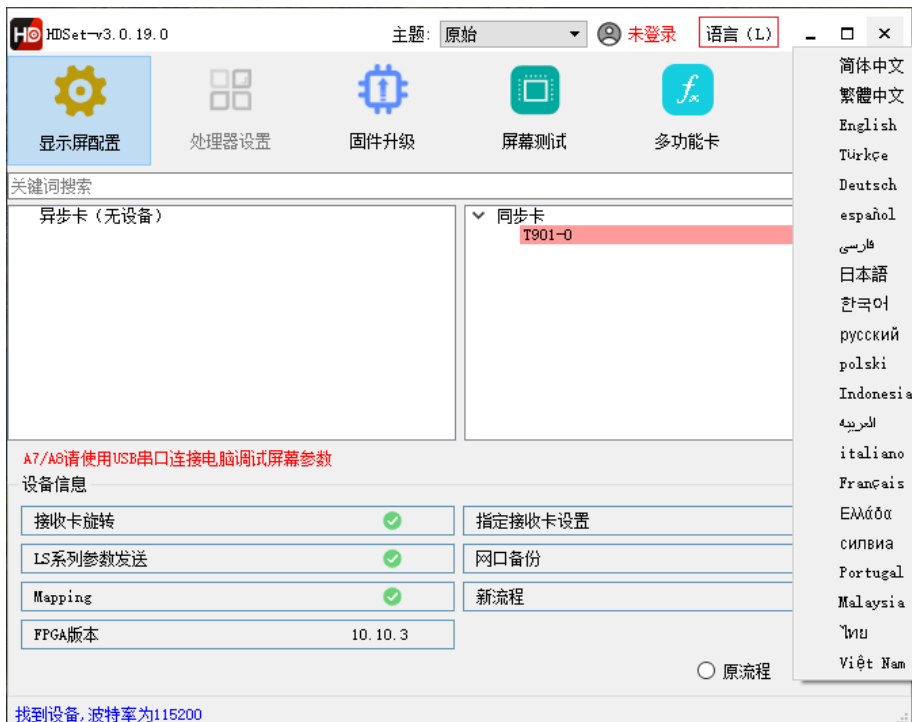 HD HDSet-v3.0.19.0 主题: 原始 未登录 语言 (L)
显示屏配置 处理器设置 固件升级 屏幕测试 多功能卡
关键词搜索
异步卡（无设备）
同步卡
T901-0
A7/A8请使用USB串口连接电脑调试屏幕参数
设备信息
接收卡旋转 指定接收卡设置
LS系列参数发送 网口备份
Mapping 新流程
FPGA版本 10.10.3
原流程
找到设备,波特率为115200
简体中文
繁體中文
English
Türkçe
Deutsch
español
فارسی
日本語
한국어
русский
polski
Indonesia
العربية
italiano
Français
Ελλάδα
силвиа
Portugal
Malaysia
ไทย
Việt Nam